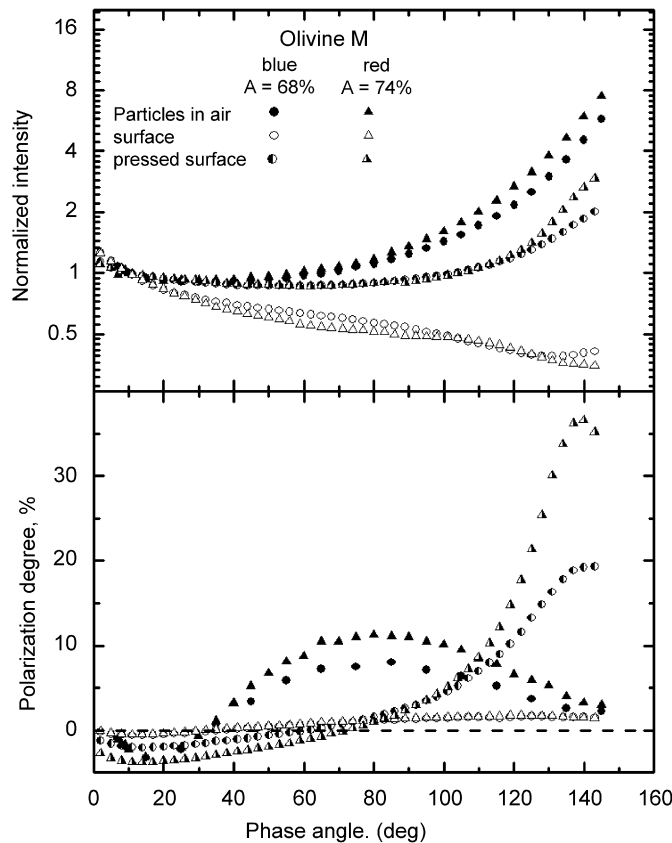 Olivine M
blue red
A = 68% A = 74%
Particles in air
surface
pressed surface
Normalized intensity
16
8
4
2
1
0.5
Polarization degree, %
30
20
10
0
0 20 40 60 80 100 120 140 160
Phase angle. (deg)